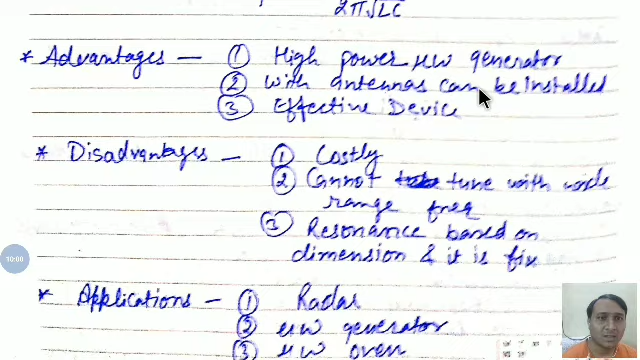 2π√LC
* Advantages — ① High power μw generator
② with antennas can be installed
③ Effective Device
* Disadvantages — ① Costly
② Cannot tune with wide
range freq
③ Resonance based on
dimension & it is fix
10:00
* Applications — ① Radar
② μw generator
③ μw oven